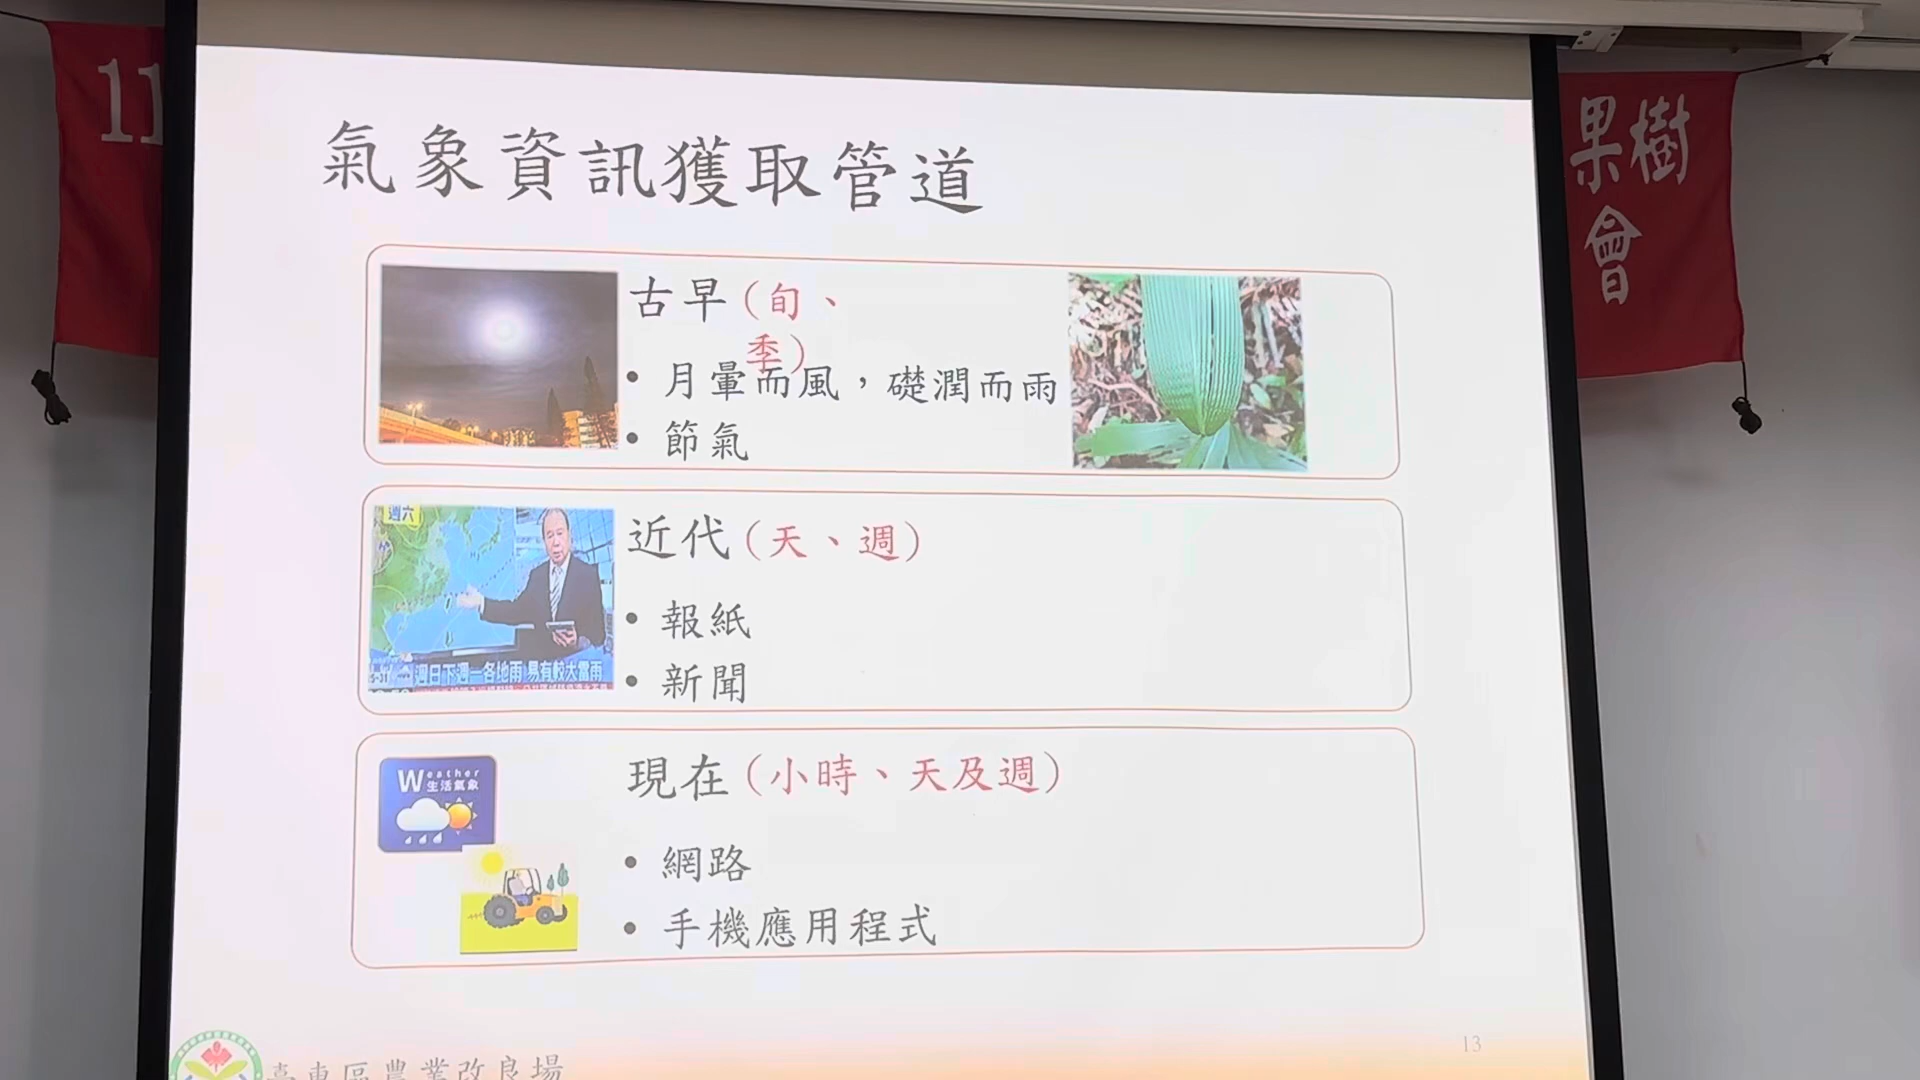 11
果樹
會
氣象資訊獲取管道
古早(旬、
季)
• 月暈而風，礎潤而雨
• 節氣
週六
週日下週一各地雨 易有較大雷雨
近代(天、週)
• 報紙
• 新聞
Weather
生活氣象
現在(小時、天及週)
• 網路
• 手機應用程式
13
臺東區農業改良場